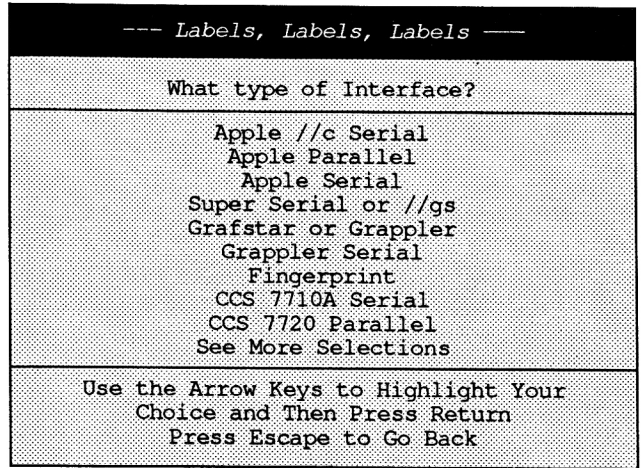 --- Labels, Labels, Labels ---
What type of Interface?
Apple //c Serial
Apple Parallel
Apple Serial
Super Serial or //gs
Grafstar or Grappler
Grappler Serial
Fingerprint
CCS 7710A Serial
CCS 7720 Parallel
See More Selections
Use the Arrow Keys to Highlight Your
Choice and Then Press Return
Press Escape to Go Back